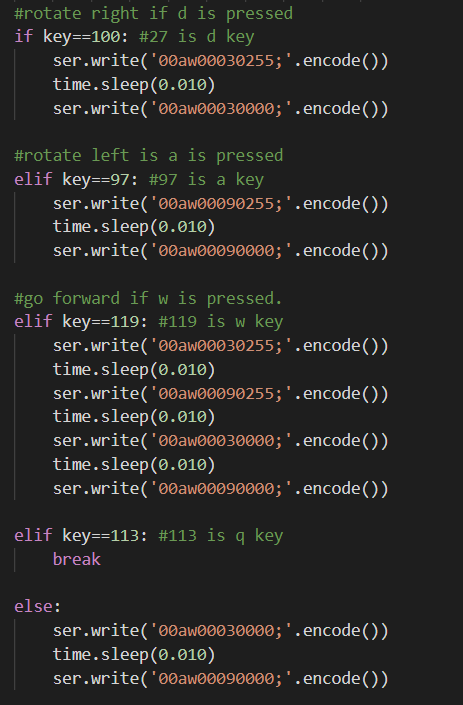 #rotate right if d is pressed
if key==100: #27 is d key
    ser.write('00aw00030255;'.encode())
    time.sleep(0.010)
    ser.write('00aw00030000;'.encode())

#rotate left is a is pressed
elif key==97: #97 is a key
    ser.write('00aw00090255;'.encode())
    time.sleep(0.010)
    ser.write('00aw00090000;'.encode())

#go forward if w is pressed.
elif key==119: #119 is w key
    ser.write('00aw00030255;'.encode())
    time.sleep(0.010)
    ser.write('00aw00090255;'.encode())
    time.sleep(0.010)
    ser.write('00aw00030000;'.encode())
    time.sleep(0.010)
    ser.write('00aw00090000;'.encode())

elif key==113: #113 is q key
    break

else:
    ser.write('00aw00030000;'.encode())
    time.sleep(0.010)
    ser.write('00aw00090000;'.encode())